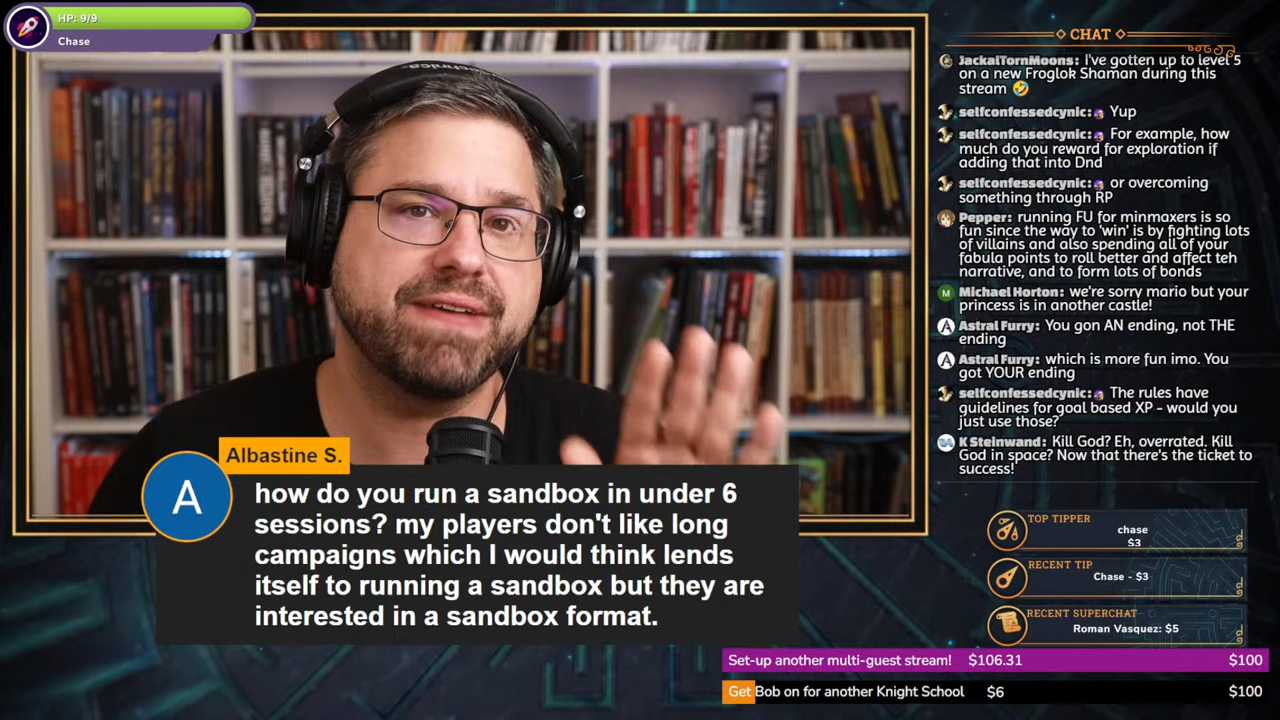 HP: 9/9
Chase
CHAT
JackalTornMoons: I've gotten up to level 5
on a new Froglok Shaman during this
stream 🤣
selfconfessedcynic: Yup
selfconfessedcynic: For example, how
much do you reward for exploration if
adding that into Dnd
selfconfessedcynic: or overcoming
something through RP
Pepper: running FU for minmaxers is so
fun since the way to 'win' is by fighting lots
of villains and also spending all of your
fabula points to roll better and affect teh
narrative, and to form lots of bonds
M
Michael Horton: we're sorry mario but your
princess is in another castle!
Astral Furry: You gon AN ending, not THE
ending
Astral Furry: which is more fun imo. You
got YOUR ending
selfconfessedcynic: The rules have
guidelines for goal based XP - would you
just use those?
K Steinwand: Kill God? Eh, overrated. Kill
God in space? Now that there's the ticket to
success!
Albastine S.
A
how do you run a sandbox in under 6
sessions? my players don't like long
campaigns which I would think lends
itself to running a sandbox but they are
interested in a sandbox format.
TOP TIPPER
chase
$3
RECENT TIP
Chase - $3
RECENT SUPERCHAT
Roman Vasquez: $5
Set-up another multi-guest stream! $106.31 $100
Get Bob on for another Knight School $6 $100